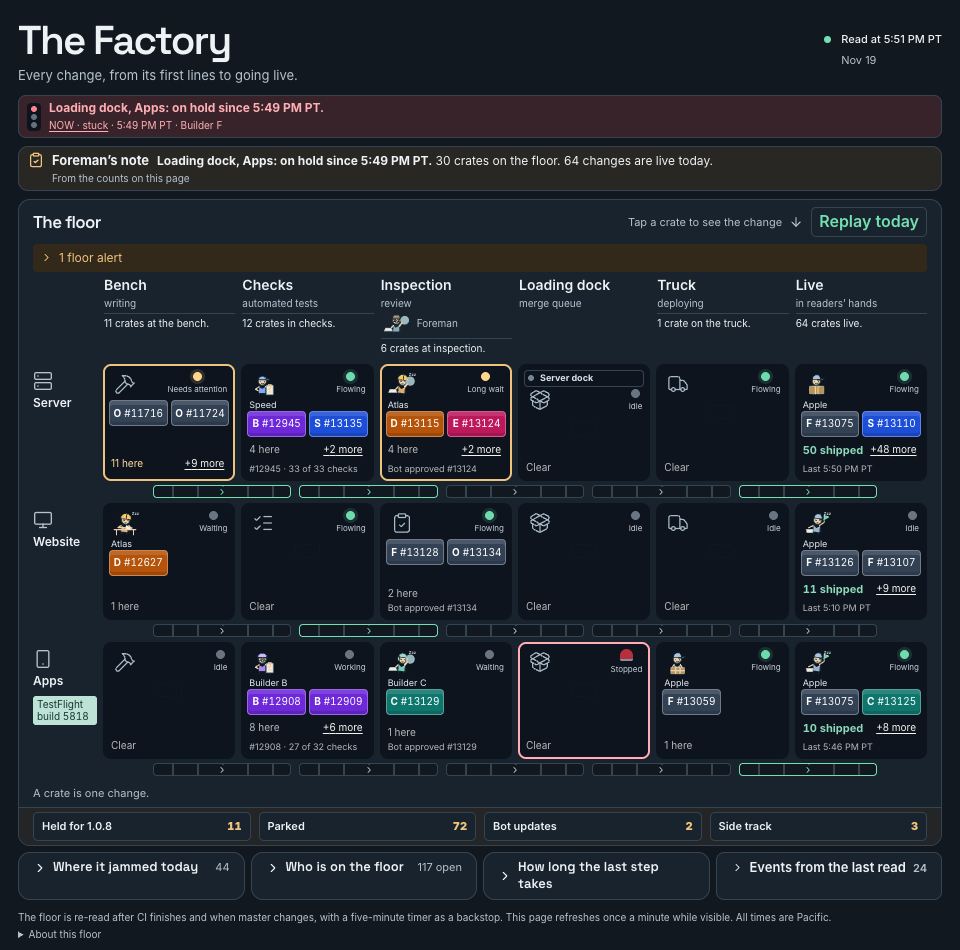 The Factory
Every change, from its first lines to going live.
Read at 5:51 PM PT
Nov 19
Loading dock, Apps: on hold since 5:49 PM PT.
NOW · stuck · 5:49 PM PT · Builder F
Foreman's note Loading dock, Apps: on hold since 5:49 PM PT. 30 crates on the floor. 64 changes are live today.
From the counts on this page
The floor
Tap a crate to see the change ↓ Replay today
1 floor alert
Bench
writing
11 crates at the bench.
Checks
automated tests
12 crates in checks.
Inspection
review
Foreman
6 crates at inspection.
Loading dock
merge queue
Truck
deploying
1 crate on the truck.
Live
in readers' hands
64 crates live.
Server
Needs attention
O #11716 O #11724
11 here +9 more
Flowing
Speed
B #12945 S #13135
4 here +2 more
#12945 · 33 of 33 checks
zzz
Long wait
Atlas
D #13115 E #13124
4 here +2 more
Bot approved #13124
Server dock
Idle
Clear
Flowing
Clear
Flowing
Apple
F #13075 S #13110
50 shipped +48 more
Last 5:50 PM PT
Website
zzz
Waiting
Atlas
D #12627
1 here
Flowing
Clear
Flowing
F #13128 O #13134
2 here
Bot approved #13134
Idle
Clear
Idle
Clear
zzz
Idle
Apple
F #13126 F #13107
11 shipped +9 more
Last 5:10 PM PT
Apps
TestFlight
build 5818
Idle
Clear
Working
Builder B
B #12908 B #12909
8 here +6 more
#12908 · 27 of 32 checks
zzz
Waiting
Builder C
C #13129
1 here
Bot approved #13129
Stopped
Clear
Flowing
Apple
F #13059
1 here
zzz
Flowing
Apple
F #13075 C #13125
10 shipped +8 more
Last 5:46 PM PT
A crate is one change.
Held for 1.0.8 11
Parked 72
Bot updates 2
Side track 3
Where it jammed today 44
Who is on the floor 117 open
How long the last step
takes
Events from the last read 24
The floor is re-read after CI finishes and when master changes, with a five-minute timer as a backstop. This page refreshes once a minute while visible. All times are Pacific.
About this floor